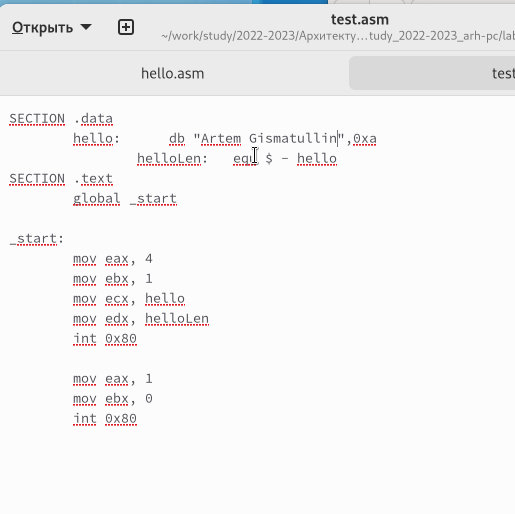 Открыть
test.asm
~/work/study/2022-2023/Архитекту…tudy_2022-2023_arh-pc/lab
hello.asm
test
SECTION .data
hello: db "Artem Gismatullin",0xa
helloLen: equ $ - hello
SECTION .text
global _start
_start:
mov eax, 4
mov ebx, 1
mov ecx, hello
mov edx, helloLen
int 0x80
mov eax, 1
mov ebx, 0
int 0x80